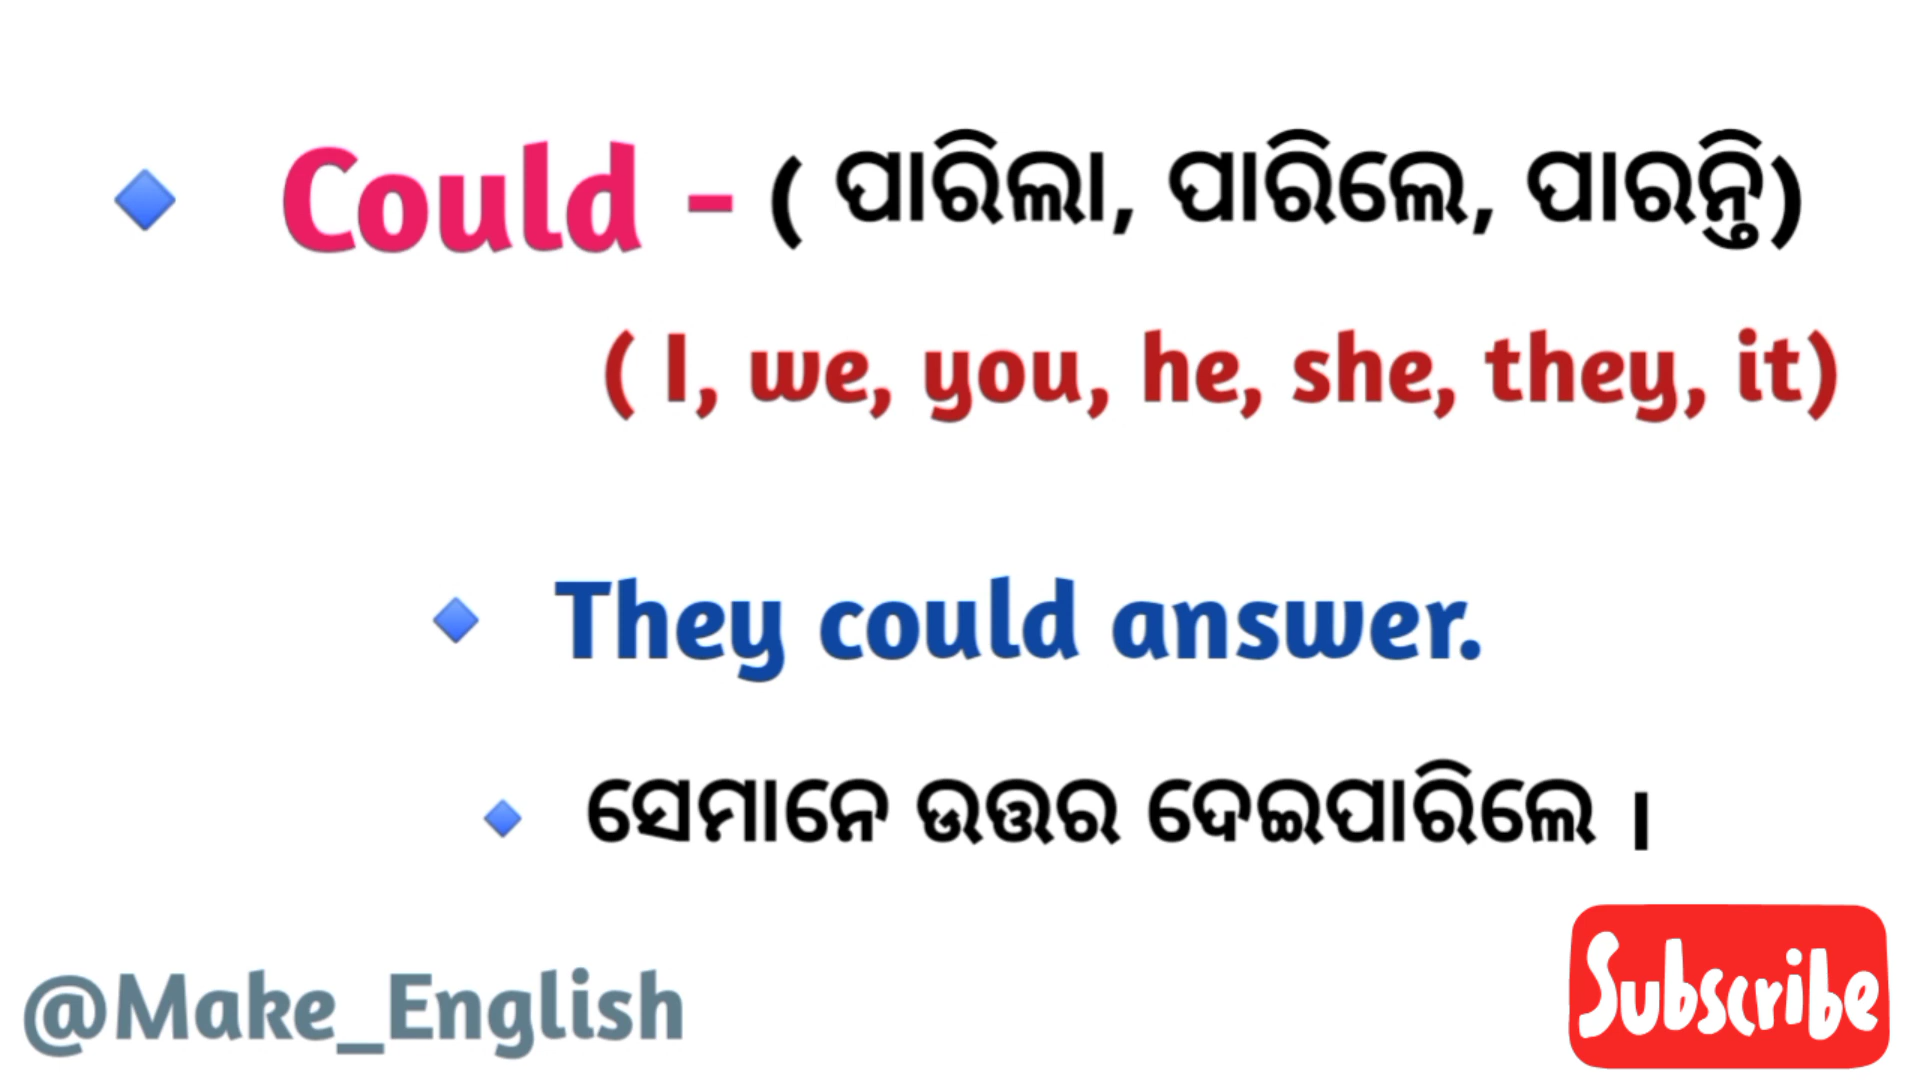 Could - ( ପାରିଲା, ପାରିଲେ, ପାରନ୍ତି)
( I, we, you, he, she, they, it)
They could answer.
ସେମାନେ ଉତ୍ତର ଦେଇପାରିଲେ ।
@Make_English
Subscribe